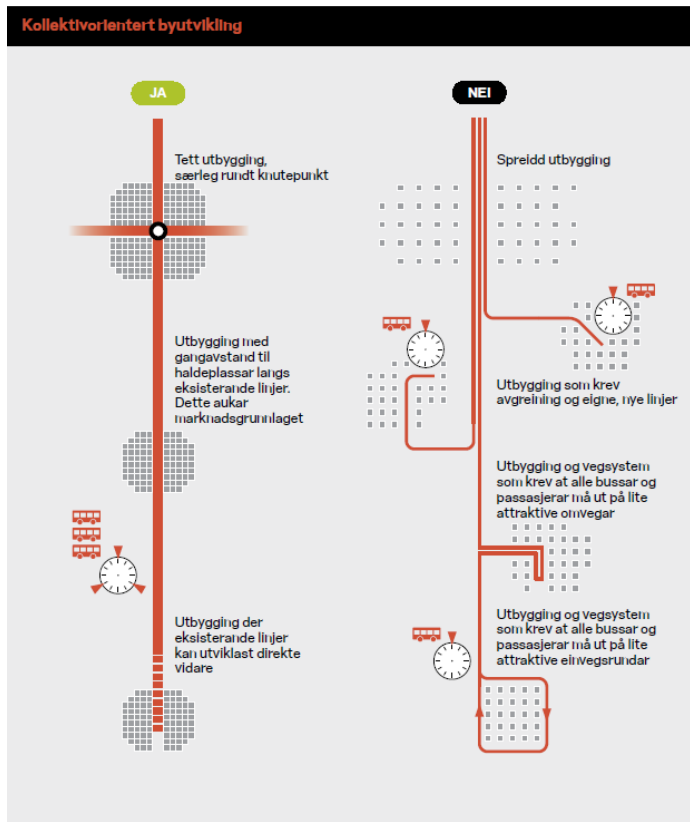 Kollektivorientert byutvikling
JA
Tett utbygging,
særleg rundt knutepunkt
Utbygging med
gangavstand til
haldeplassar langs
eksisterande linjer.
Dette aukar
marknadsgrunnlaget
Utbygging der
eksisterande linjer
kan utviklast direkte
vidare
NEI
Spreidd utbygging
Utbygging som krev
avgreining og eigne, nye linjer
Utbygging og vegsystem
som krev at alle bussar og
passasjerar må ut på lite
attraktive omvegar
Utbygging og vegsystem
som krev at alle bussar og
passasjerar må ut på lite
attraktive einvegsrundar